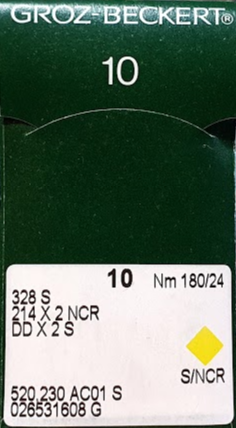 GROZ-BECKERT®
10
10 Nm 180/24
328 S
214 X 2 NCR
DD X 2 S
S/NCR
520.230 AC01 S
026531608 G